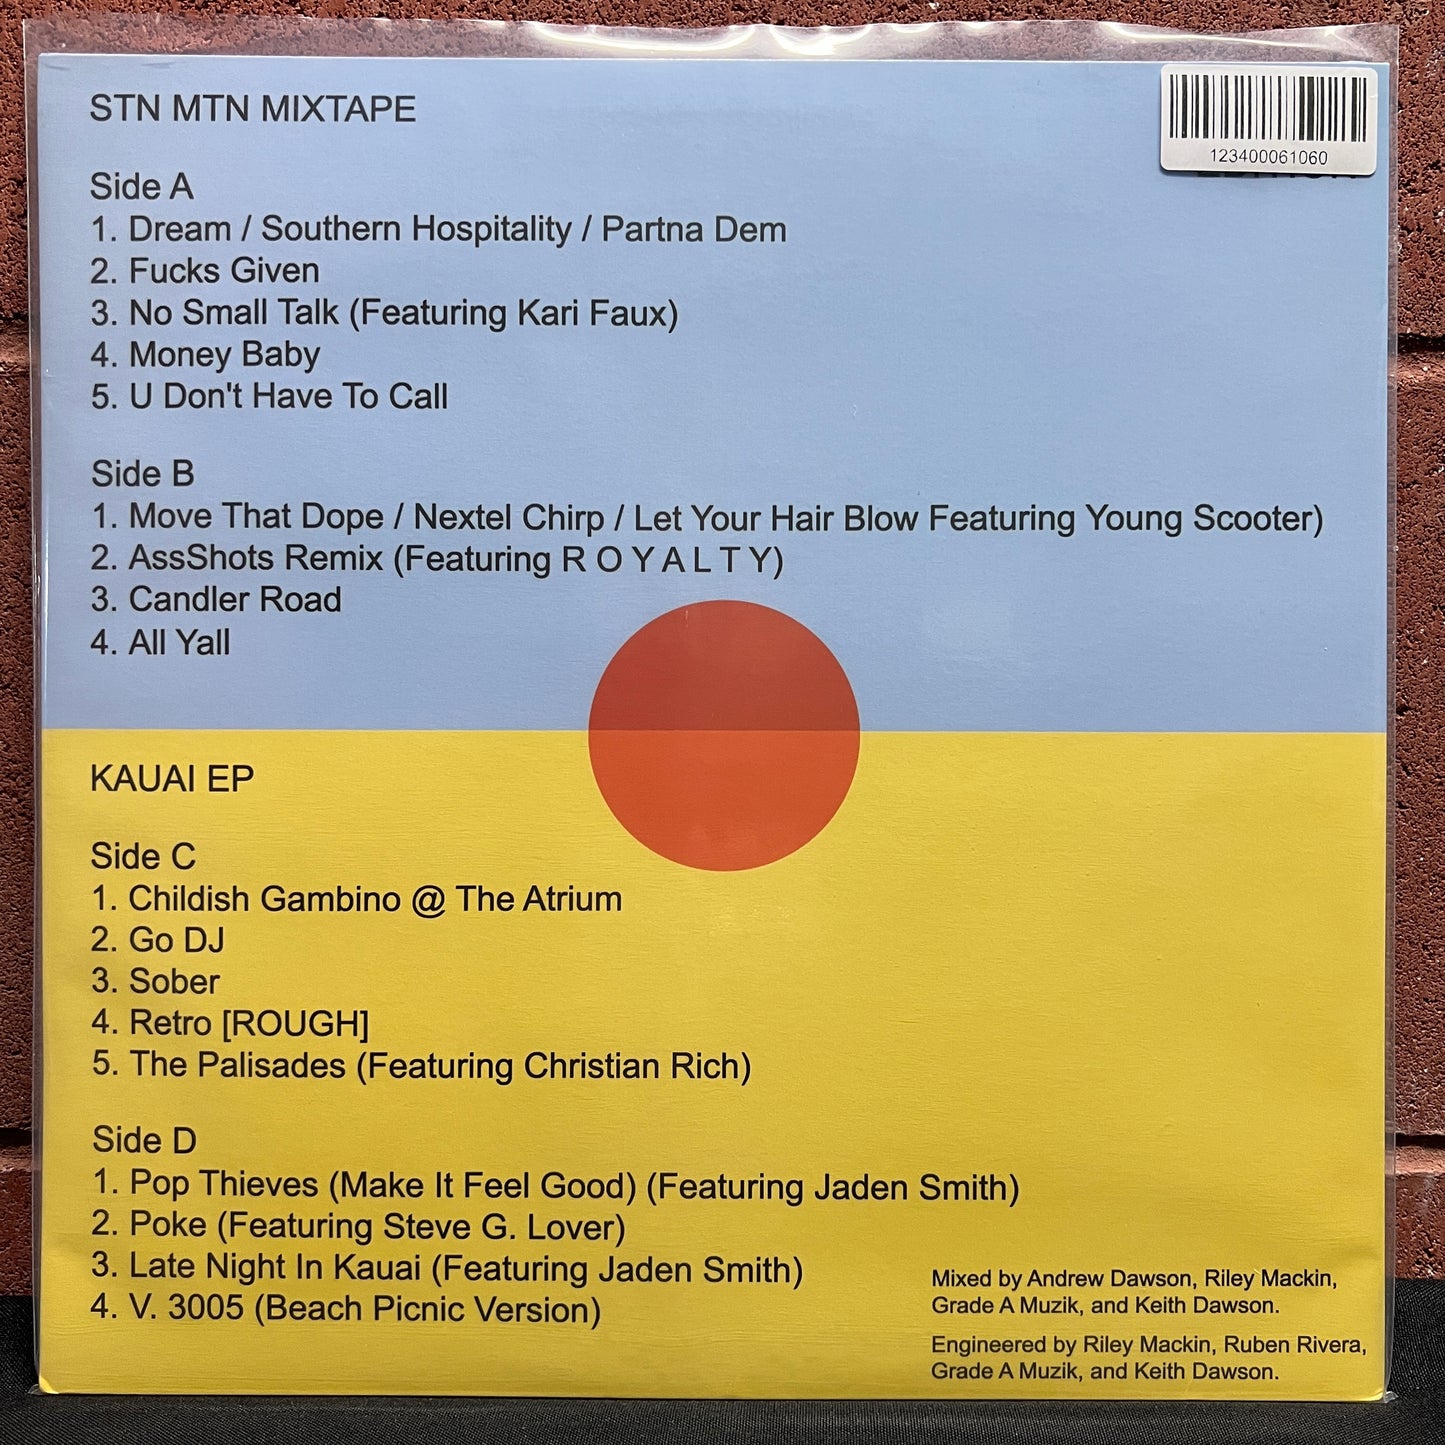 STN MTN MIXTAPE
123400061060
Side A
1. Dream / Southern Hospitality / Partna Dem
2. Fucks Given
3. No Small Talk (Featuring Kari Faux)
4. Money Baby
5. U Don't Have To Call
Side B
1. Move That Dope / Nextel Chirp / Let Your Hair Blow Featuring Young Scooter)
2. AssShots Remix (Featuring R O Y A L T Y)
3. Candler Road
4. All Yall
KAUAI EP
Side C
1. Childish Gambino @ The Atrium
2. Go DJ
3. Sober
4. Retro [ROUGH]
5. The Palisades (Featuring Christian Rich)
Side D
1. Pop Thieves (Make It Feel Good) (Featuring Jaden Smith)
2. Poke (Featuring Steve G. Lover)
3. Late Night In Kauai (Featuring Jaden Smith)
4. V. 3005 (Beach Picnic Version)
Mixed by Andrew Dawson, Riley Mackin,
Grade A Muzik, and Keith Dawson.
Engineered by Riley Mackin, Ruben Rivera,
Grade A Muzik, and Keith Dawson.